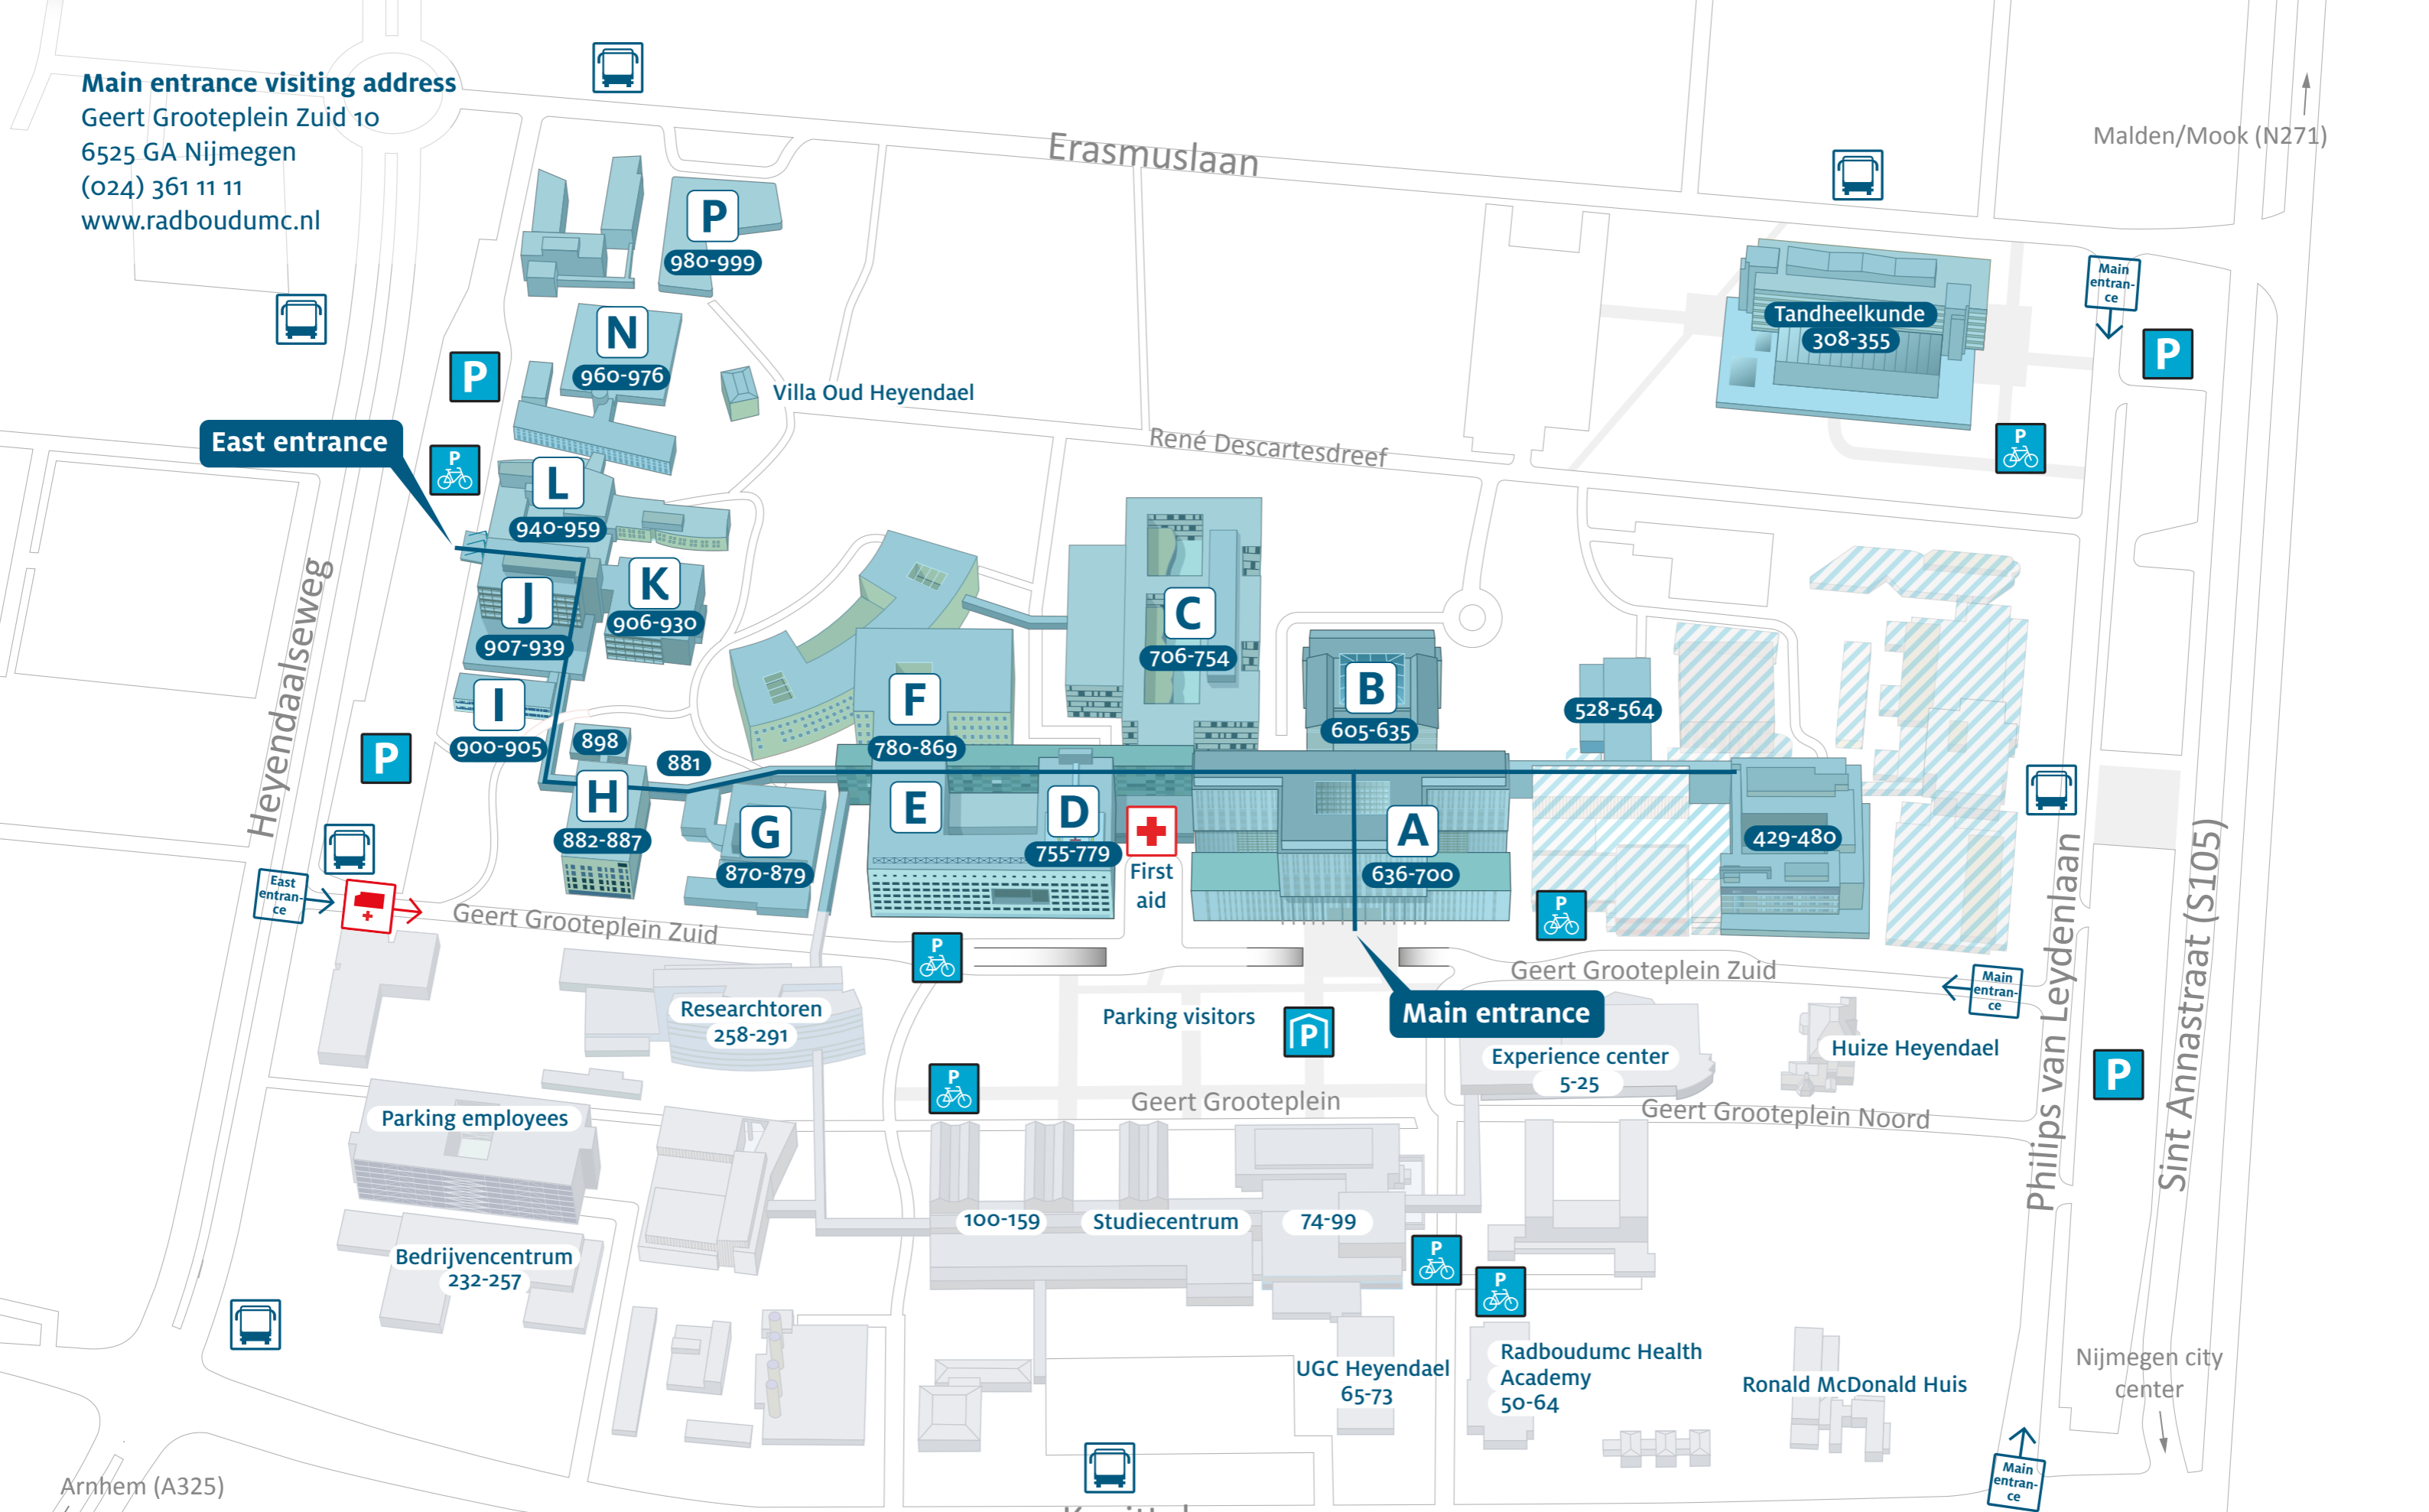 Main entrance visiting address
Geert Grooteplein Zuid 10
6525 GA Nijmegen
(024) 361 11 11
www.radboudumc.nl
Erasmuslaan
Malden/Mook (N271)
P
980-999
Main
entran-
ce
Tandheelkunde
308-355
P
N
960-976
P
Villa Oud Heyendael
East entrance
René Descartesdreef
P
P
L
940-959
J
907-939
K
906-930
C
706-754
Heyendaalseweg
I
900-905
F
780-869
B
605-635
528-564
898
881
P
H
882-887
G
870-879
E
D
755-779
First
aid
A
636-700
429-480
East
entran-
ce
Geert Grooteplein Zuid
P
P
Geert Grooteplein Zuid
Main
entran-
ce
Philips van Leydenlaan
Sint Annastraat (S105)
Researchtoren
258-291
Parking visitors
P
Main entrance
Experience center
5-25
Huize Heyendael
P
P
Parking employees
Geert Grooteplein
Geert Grooteplein Noord
100-159
Studiecentrum
74-99
Bedrijvencentrum
232-257
P
P
UGC Heyendael
65-73
Radboudumc Health
Academy
50-64
Ronald McDonald Huis
Nijmegen city
center
Arnhem (A325)
Main
entran-
ce